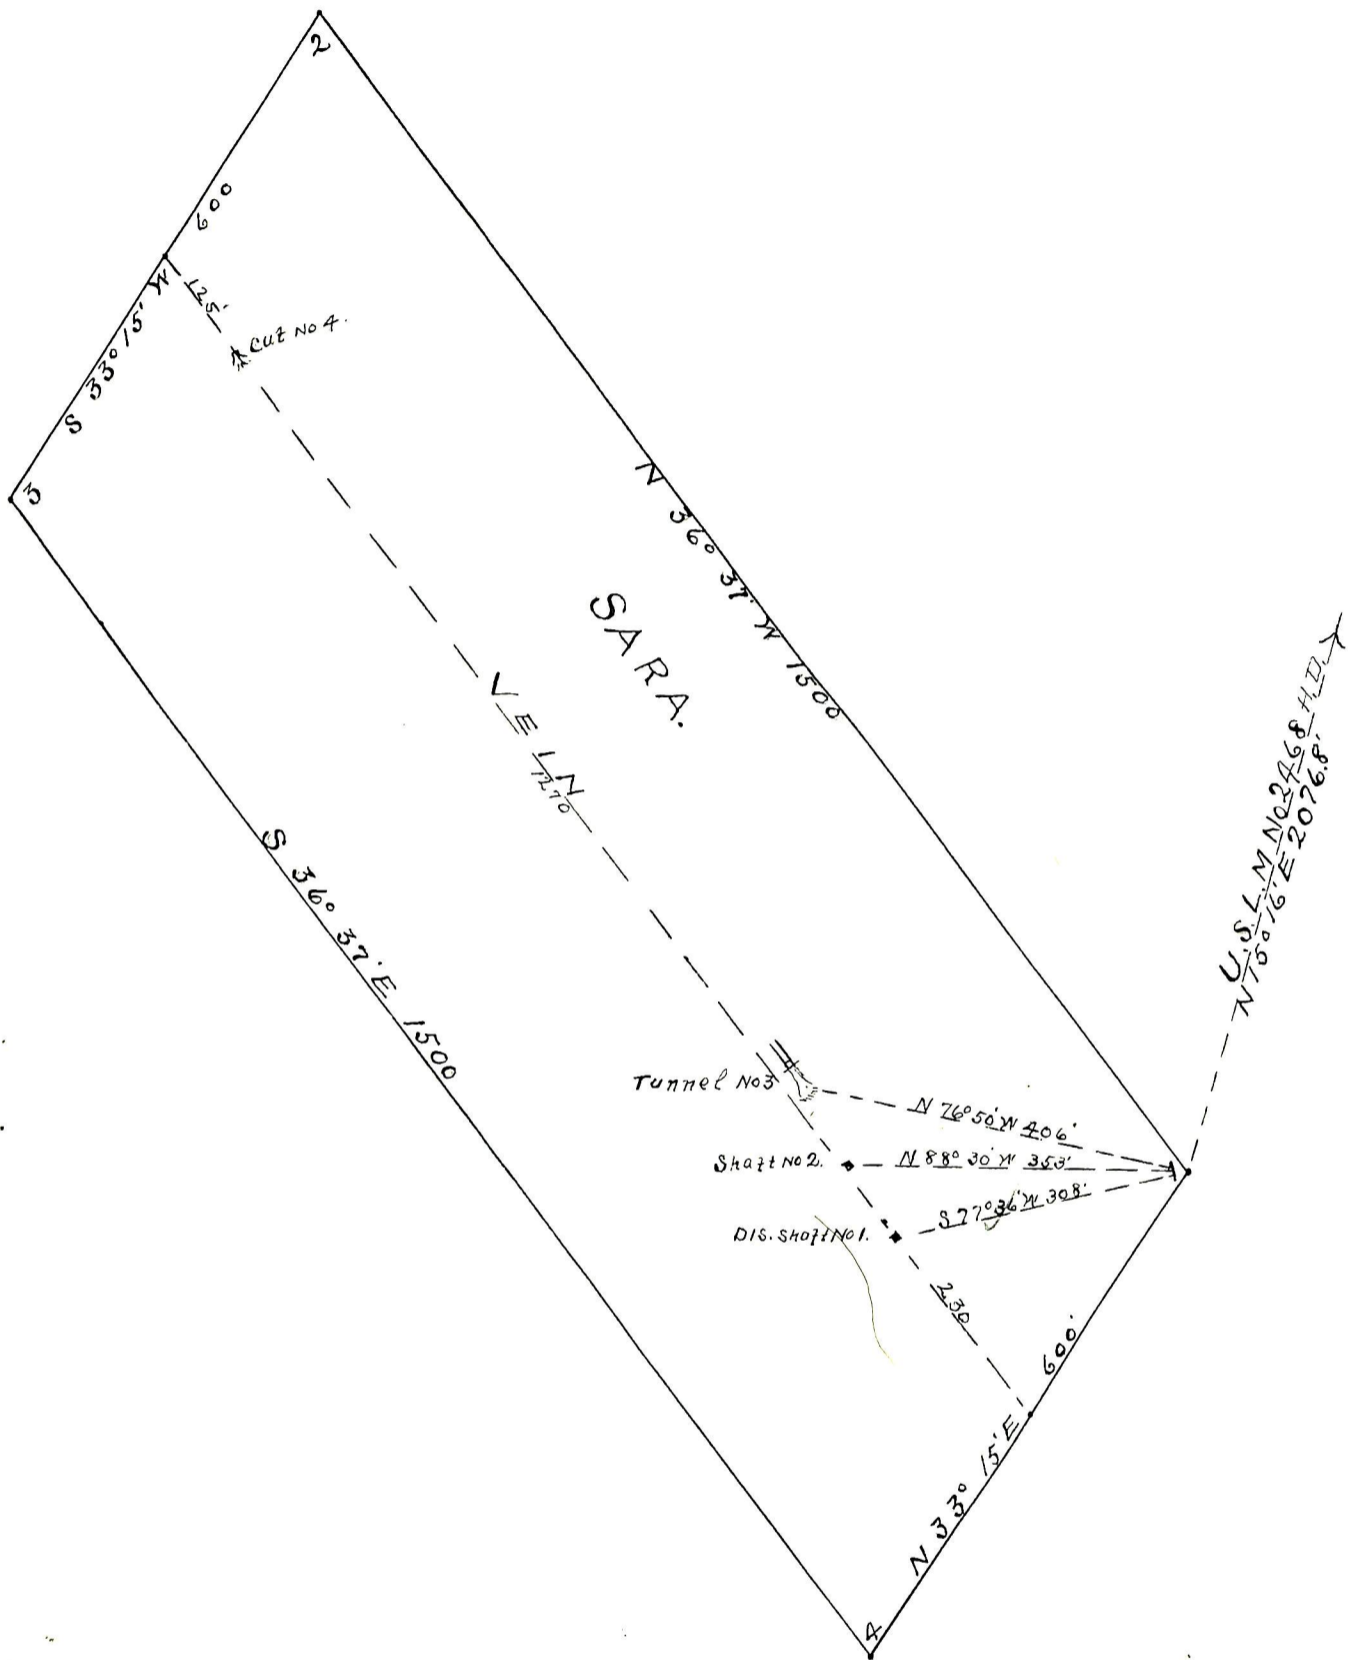 2
600
S 33° 15' W
125'
Cut No 4.
3
N 36° 37' W 1500
SARA.
VEIN
1270
S 36° 37' E 1500
U.S.L.M No 2468 H.D.
N 15° 16' E 2076.8'
Tunnel No 3
N 76° 50' W 406'
Shaft No 2.
N 88° 30' W 353'
1
S 77° 36' W 308'
DIS. Shaft No 1.
230
600'
N 33° 15' E
4